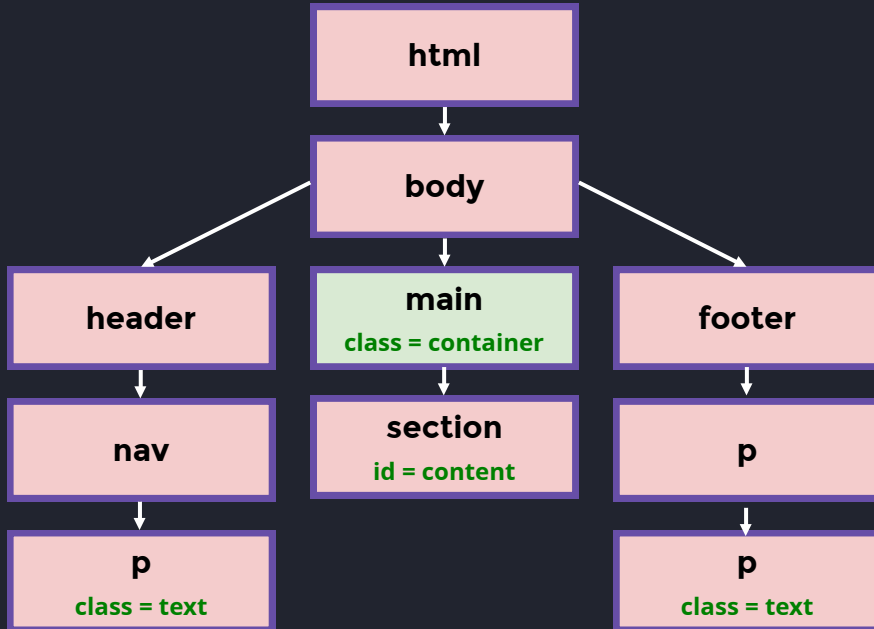 html
body
header
main
class = container
footer
nav
section
id = content
p
p
class = text
p
class = text